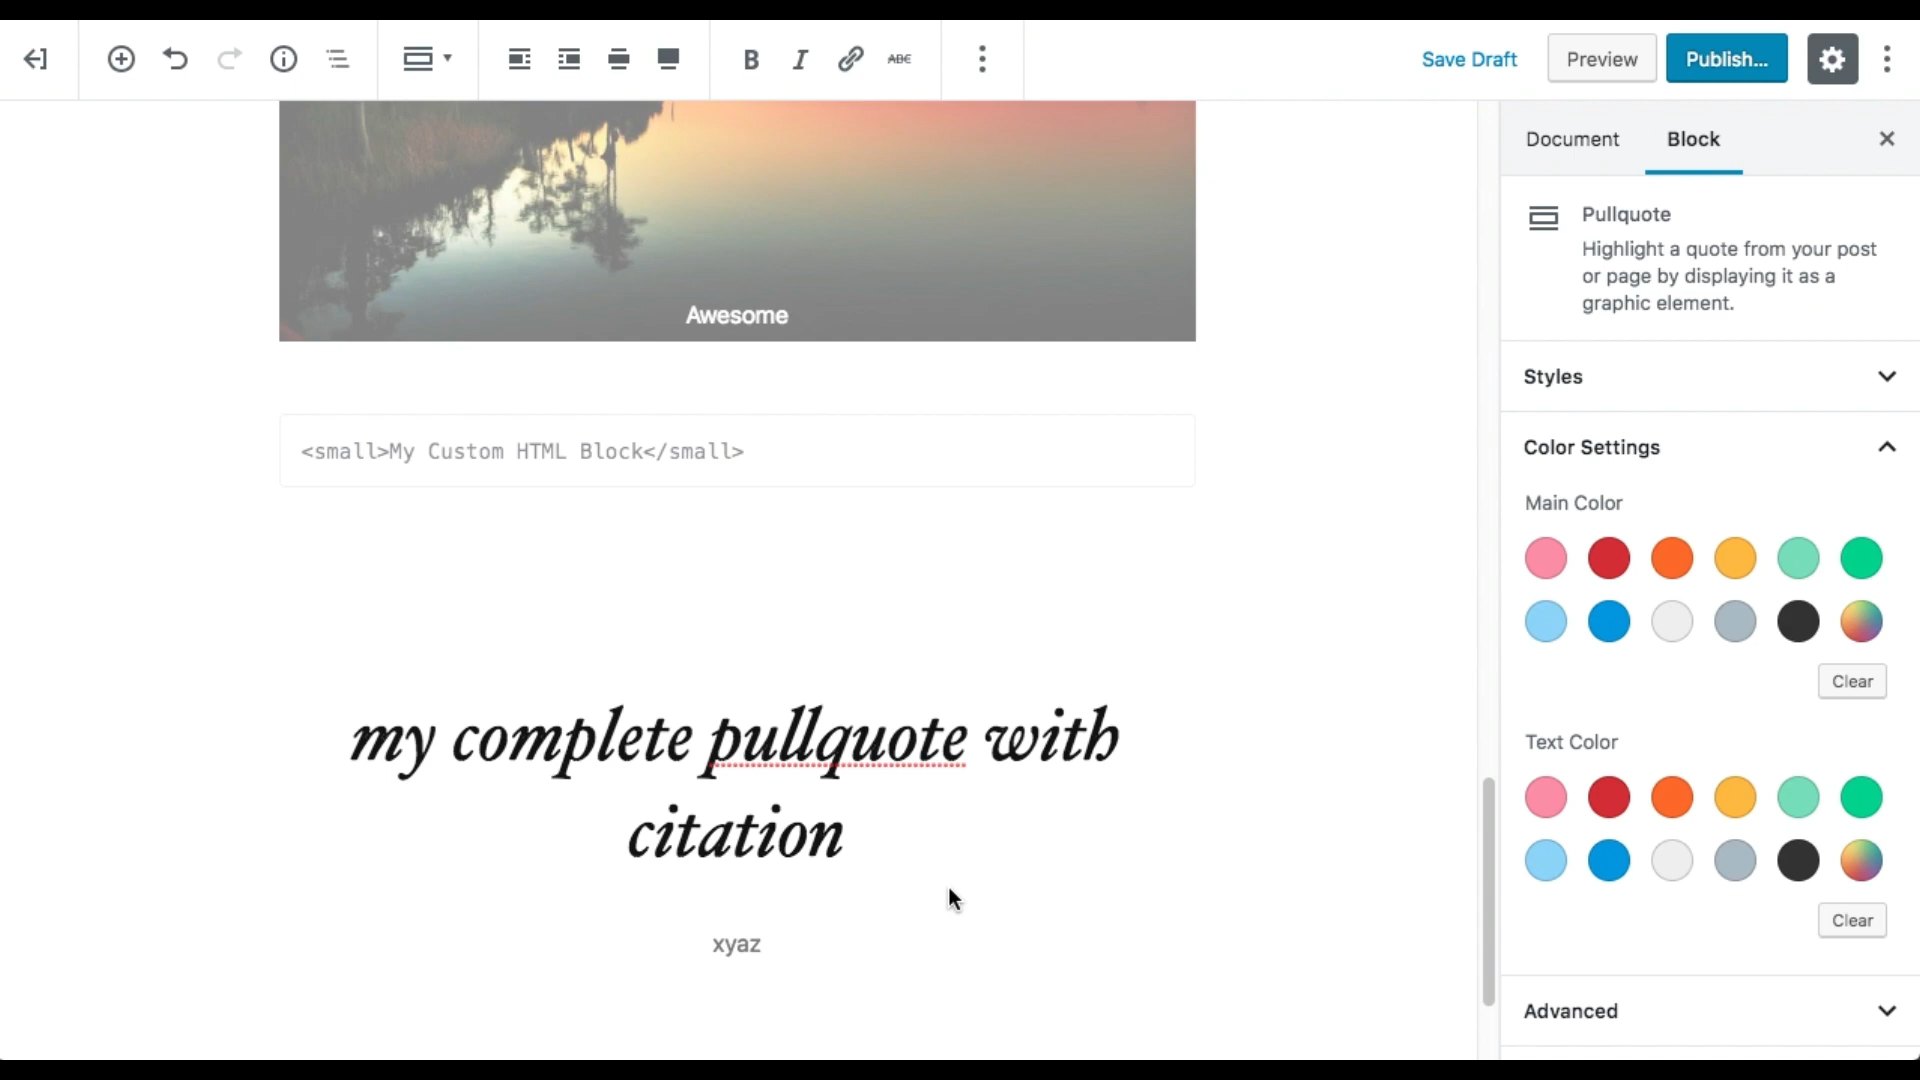 B I ABC
Save Draft
Preview
Publish...
Document
Block
Pullquote
Highlight a quote from your post
or page by displaying it as a
graphic element.
Styles
Color Settings
Main Color
Clear
Text Color
Clear
Advanced
Awesome
<small>My Custom HTML Block</small>
my complete pullquote with
citation
xyaz